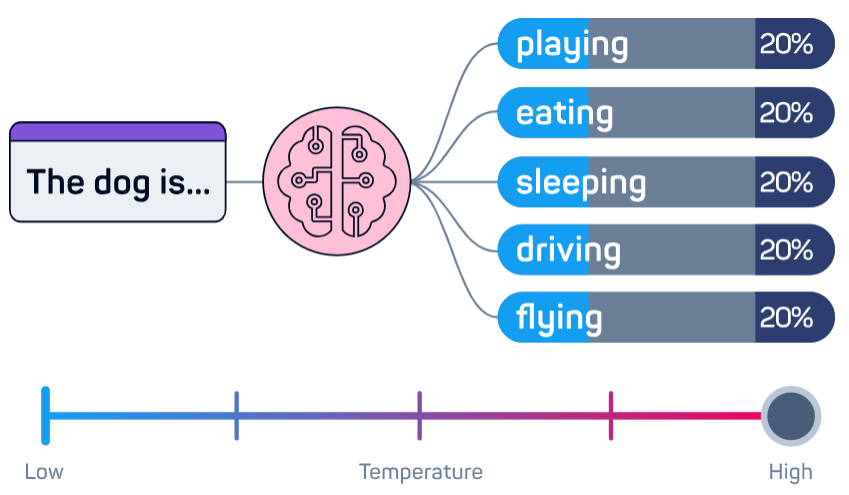 The dog is...
playing 20%
eating 20%
sleeping 20%
driving 20%
flying 20%
Low Temperature High